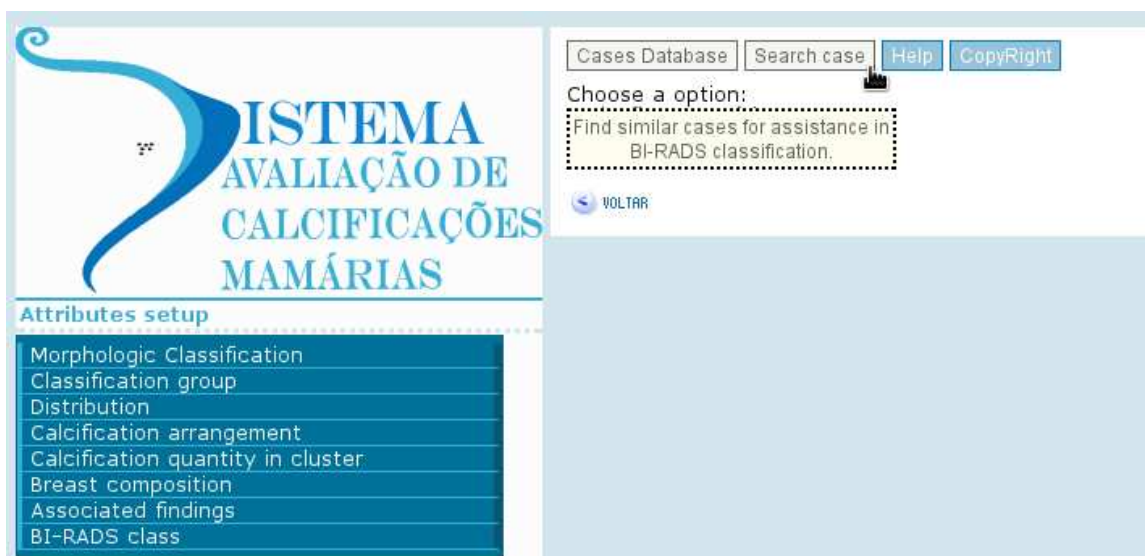 ISTEMA
AVALIAÇÃO DE
CALCIFICAÇÕES
MAMÁRIAS
Attributes setup
Morphologic Classification
Classification group
Distribution
Calcification arrangement
Calcification quantity in cluster
Breast composition
Associated findings
BI-RADS class
Cases Database Search case Help CopyRight
Choose a option:
Find similar cases for assistance in
BI-RADS classification.
VOLTAR